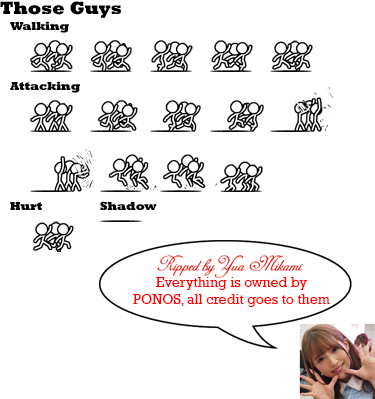 Those Guys
Walking
Attacking
Hurt
Shadow
Ripped by Yua Mikami
Everything is owned by
PONOS, all credit goes to them